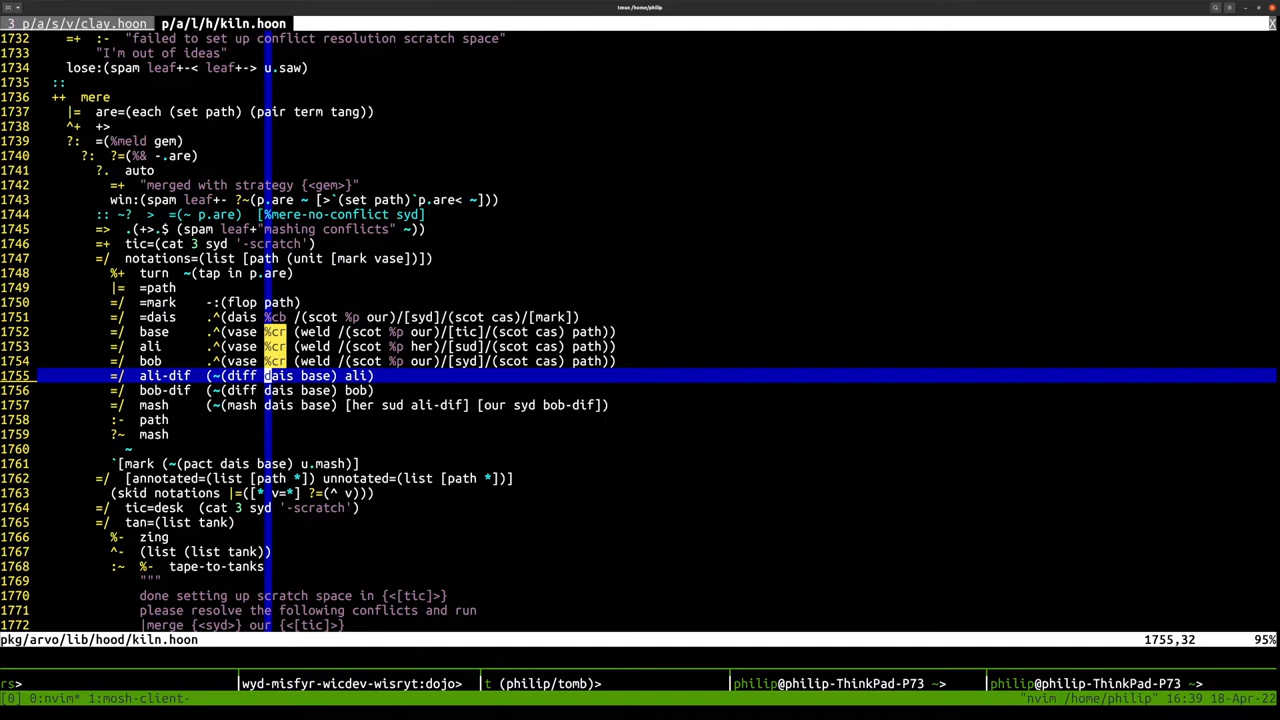 tmux /home/philip
3 p/a/s/v/clay.hoon  p/a/l/h/kiln.hoon X
1732     =+  :-  "failed to set up conflict resolution scratch space"
1733         "I'm out of ideas"
1734     lose:(spam leaf+-< leaf+-> u.saw)
1735   ::
1736   ++  mere
1737     |=  are=(each (set path) (pair term tang))
1738     ^+  +>
1739     ?:  =(%meld gem)
1740       ?:  ?=(%& -.are)
1741         ?.  auto
1742           =+  "merged with strategy {<gem>}"
1743           win:(spam leaf+- ?~(p.are ~ [>`(set path)`p.are< ~]))
1744         :: ~?  >  =(~ p.are)  [%mere-no-conflict syd]
1745         =>  .(+>.$ (spam leaf+"mashing conflicts" ~))
1746         =+  tic=(cat 3 syd '-scratch')
1747         =/  notations=(list [path (unit [mark vase])])
1748           %+  turn  ~(tap in p.are)
1749           |=  =path
1750           =/  =mark    -:(flop path)
1751           =/  =dais    .^(dais %cb /(scot %p our)/[syd]/(scot cas)/[mark])
1752           =/  base     .^(vase %cr (weld /(scot %p our)/[tic]/(scot cas) path))
1753           =/  ali      .^(vase %cr (weld /(scot %p her)/[sud]/(scot cas) path))
1754           =/  bob      .^(vase %cr (weld /(scot %p our)/[syd]/(scot cas) path))
1755           =/  ali-dif  (~(diff dais base) ali)
1756           =/  bob-dif  (~(diff dais base) bob)
1757           =/  mash     (~(mash dais base) [her sud ali-dif] [our syd bob-dif])
1758           :-  path
1759           ?~  mash
1760             ~
1761           `[mark (~(pact dais base) u.mash)]
1762         =/  [annotated=(list [path *]) unnotated=(list [path *])]
1763           (skid notations |=([* v=*] ?=(^ v)))
1764         =/  tic=desk  (cat 3 syd '-scratch')
1765         =/  tan=(list tank)
1766           %-  zing
1767           ^-  (list (list tank))
1768           :~  %-  tape-to-tanks
1769               """
1770               done setting up scratch space in {<[tic]>}
1771               please resolve the following conflicts and run
1772               |merge {<syd>} our {<[tic]>}
pkg/arvo/lib/hood/kiln.hoon 1755,32 95%
rs> |wyd-misfyr-wicdev-wisryt:dojo> |t (philip/tomb)> |philip@philip-ThinkPad-P73 ~> |philip@philip-ThinkPad-P73 ~>
[0] 0:nvim* 1:mosh-client- "nvim /home/philip" 16:39 18-Apr-22